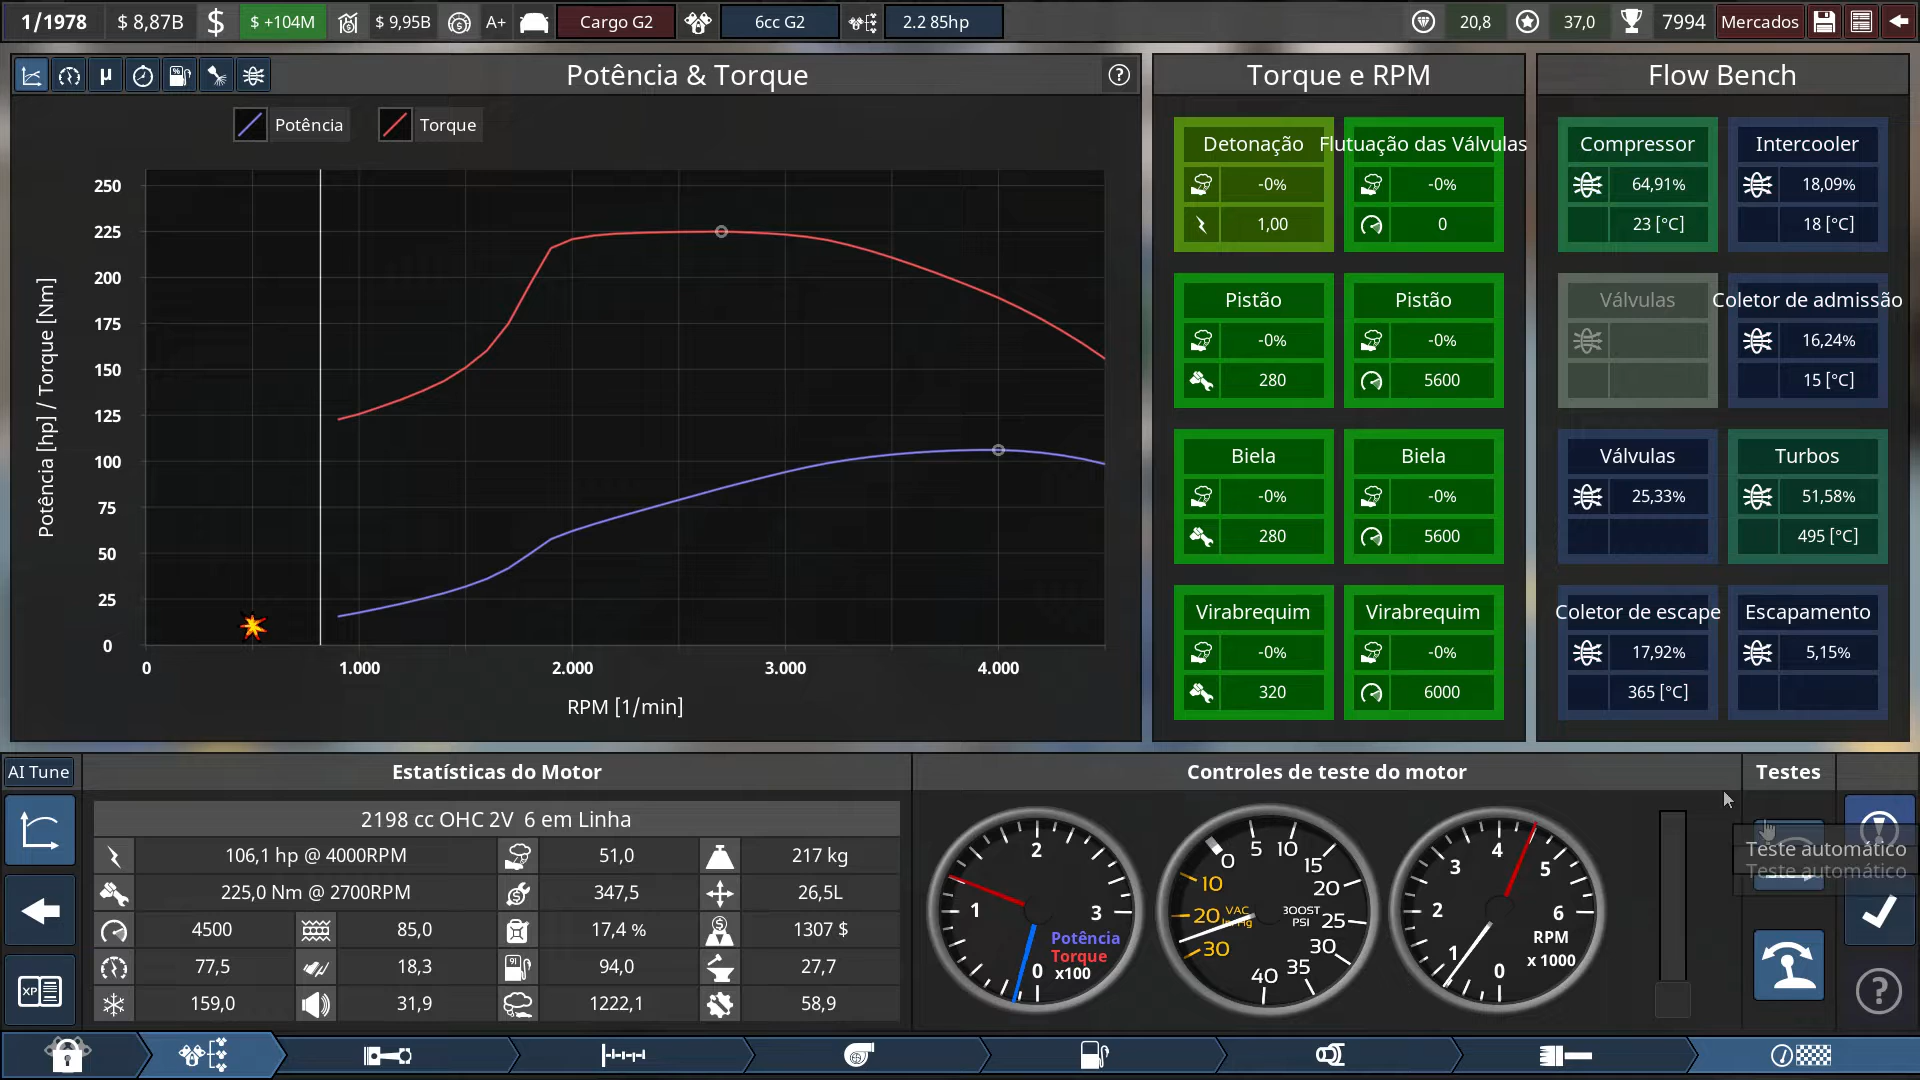 1/1978
$ 8,87B
$ +104M
$ 9,95B
A+
Cargo G2
6cc G2
2.2 85hp
20,8
37,0
7994
Mercados
Potência & Torque
Potência
Torque
250
225
200
175
150
125
100
75
50
25
0
Potência [hp] / Torque [Nm]
0
1.000
2.000
3.000
4.000
RPM [1/min]
Torque e RPM
Detonação
-0%
1,00
Flutuação das Válvulas
-0%
0
Pistão
-0%
280
Pistão
-0%
5600
Biela
-0%
280
Biela
-0%
5600
Virabrequim
-0%
320
Virabrequim
-0%
6000
Flow Bench
Compressor
64,91%
23 [°C]
Intercooler
18,09%
18 [°C]
Válvulas
Coletor de admissão
16,24%
15 [°C]
Válvulas
25,33%
Turbos
51,58%
495 [°C]
Coletor de escape
17,92%
365 [°C]
Escapamento
5,15%
AI Tune
XP
Estatísticas do Motor
2198 cc OHC 2V 6 em Linha
106,1 hp @ 4000RPM
51,0
217 kg
225,0 Nm @ 2700RPM
347,5
26,5L
4500
85,0
17,4 %
1307 $
77,5
18,3
91
94,0
27,7
159,0
31,9
1222,1
58,9
Controles de teste do motor
0
1
2
3
Potência
Torque
x100
30
20
10
0
5
10
15
20
25
30
35
40
VAC
In-Hg
BOOST
PSI
0
1
2
3
4
5
6
RPM
x 1000
Testes
Teste automático
Teste automático